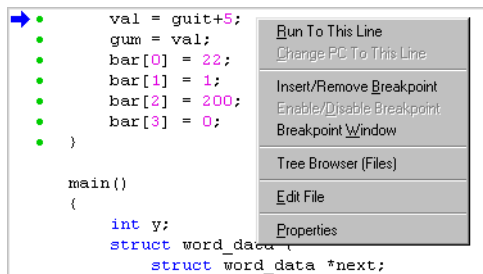 val = guit+5;
gum = val;
bar[0] = 22;
bar[1] = 1;
bar[2] = 200;
bar[3] = 0;
}
main()
{
int y;
struct word_data {
struct word_data *next;
Run To This Line
Change PC To This Line
Insert/Remove Breakpoint
Enable/Disable Breakpoint
Breakpoint Window
Tree Browser (Files)
Edit File
Properties